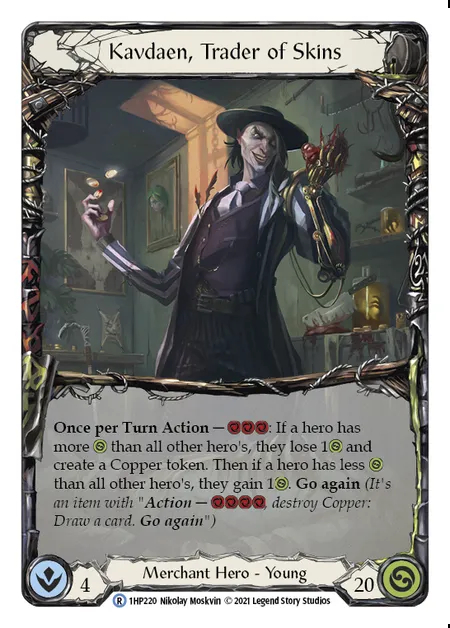 Kavdaen, Trader of Skins
Once per Turn Action — : If a hero has
more than all other hero's, they lose 1 and
create a Copper token. Then if a hero has less
than all other hero's, they gain 1. Go again (It's
an item with "Action — , destroy Copper:
Draw a card. Go again")
4
Merchant Hero - Young
20
R 1HP220 Nikolay Moskvin © 2021 Legend Story Studios